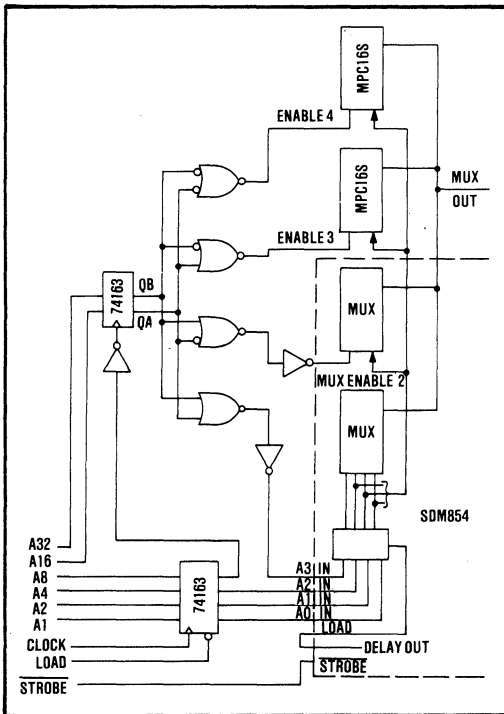 MPC16S
ENABLE 4
MPC16S
MUX
OUT
ENABLE 3
74163
QB
QA
MUX
MUX ENABLE 2
MUX
SDM854
A32
A16
A8
A4
A2
A1
CLOCK
LOAD
STROBE
74163
A3 IN
A2 IN
A1 IN
A0 IN
LOAD
DELAY OUT
STROBE